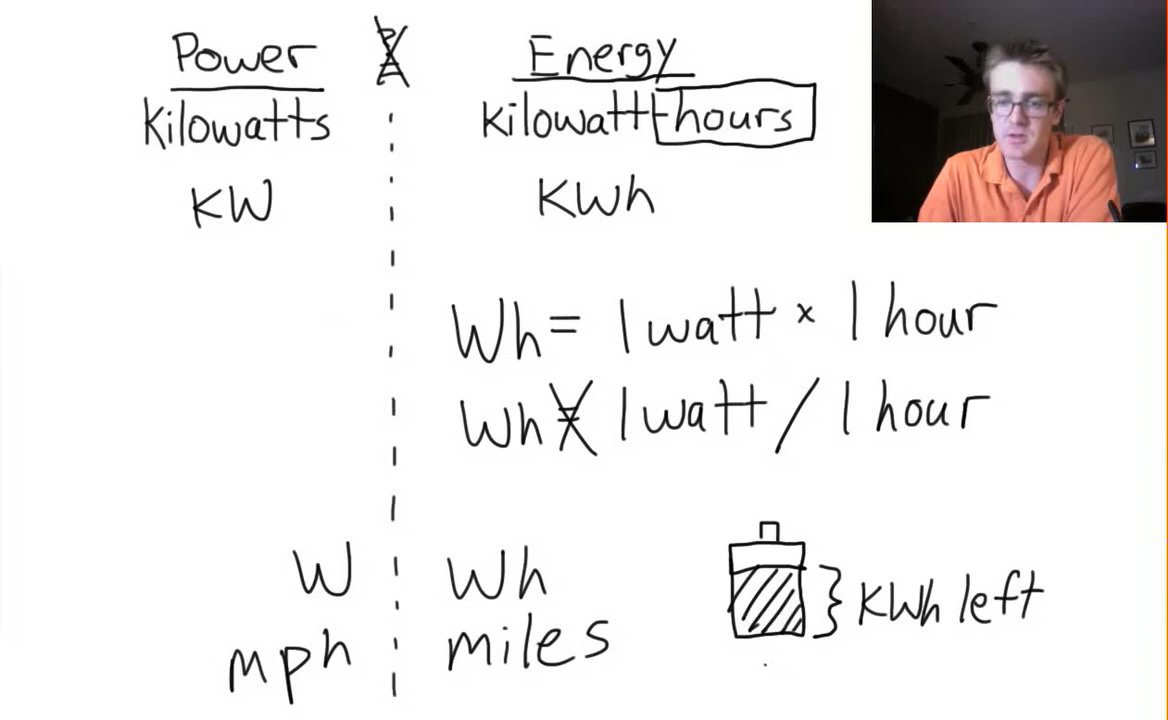 Power ≠ Energy
kilowatts kilowatt-hours
KW KWh
Wh = 1 watt × 1 hour
Wh ≠ 1 watt / 1 hour
W Wh
mph miles
KWh left